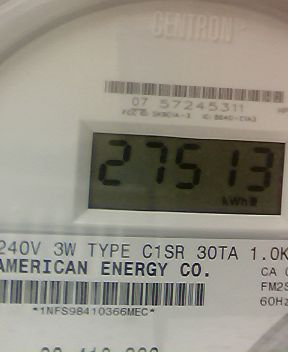 CENTRON
07 57245311
27513
kWh
240V 3W TYPE C1SR 30TA 1.0K
AMERICAN ENERGY CO.
CA
FM2S
60Hz
*1NFS98410366MEC*